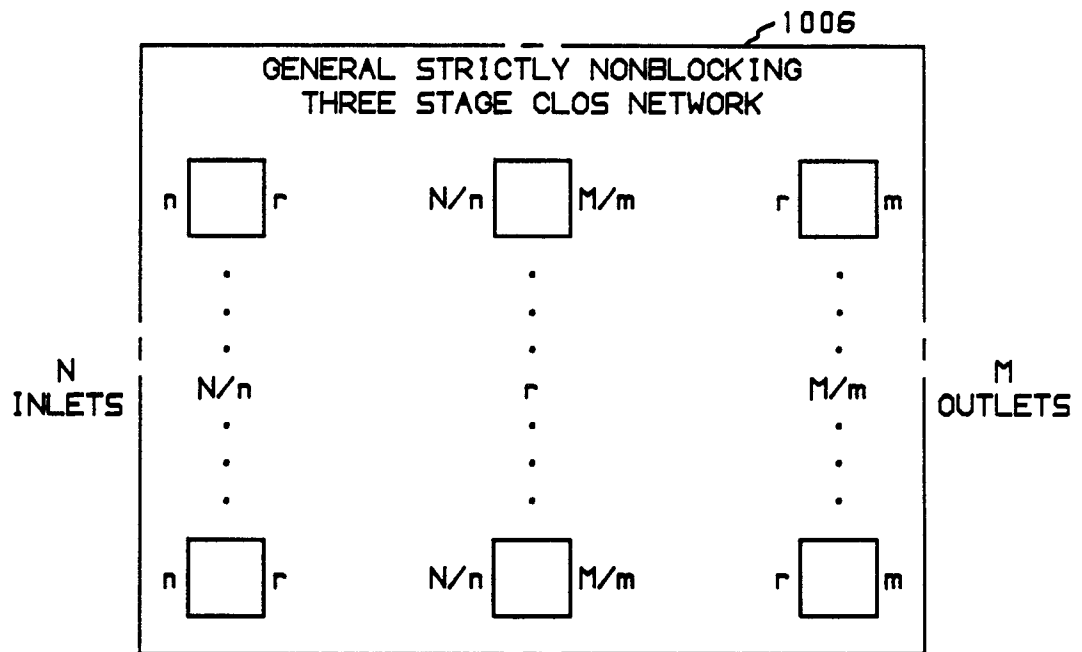 1006
GENERAL STRICTLY NONBLOCKING
THREE STAGE CLOS NETWORK
n r N/n M/m r m
N INLETS
N/n r M/m
M OUTLETS
n r N/n M/m r m